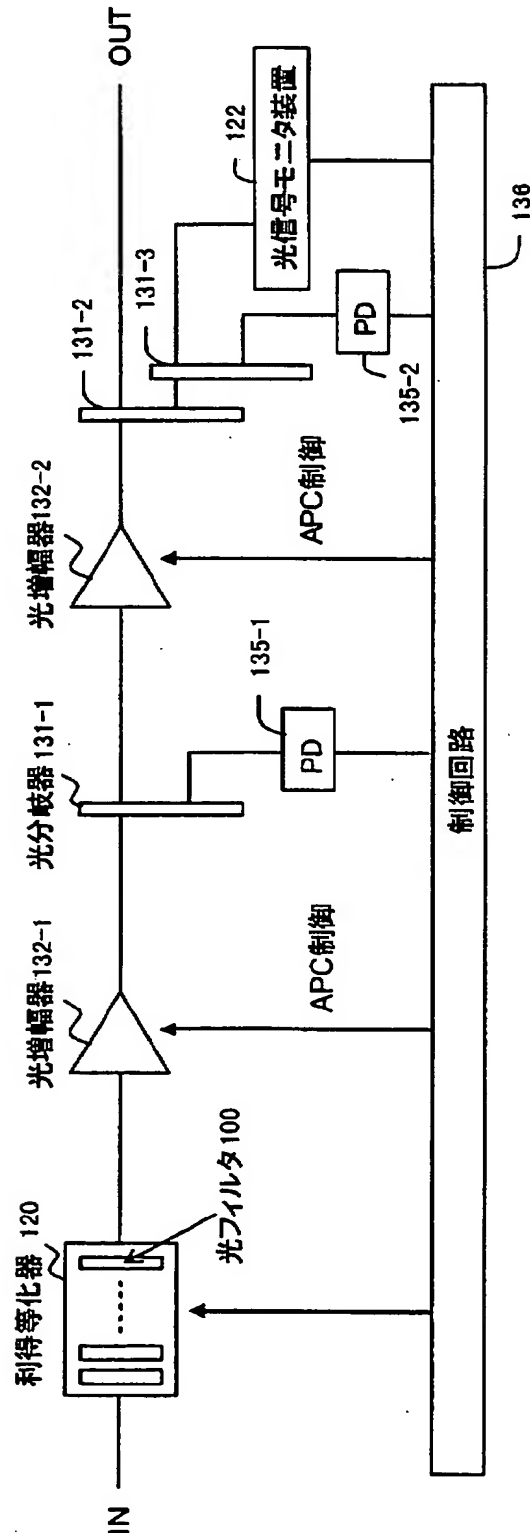 IN
利得等化器 120
光フィルタ100
光増幅器132-1
APC制御
光分岐器131-1
135-1
PD
光増幅器132-2
APC制御
131-2
131-3
PD
135-2
122
光信号モニタ装置
OUT
制御回路
136